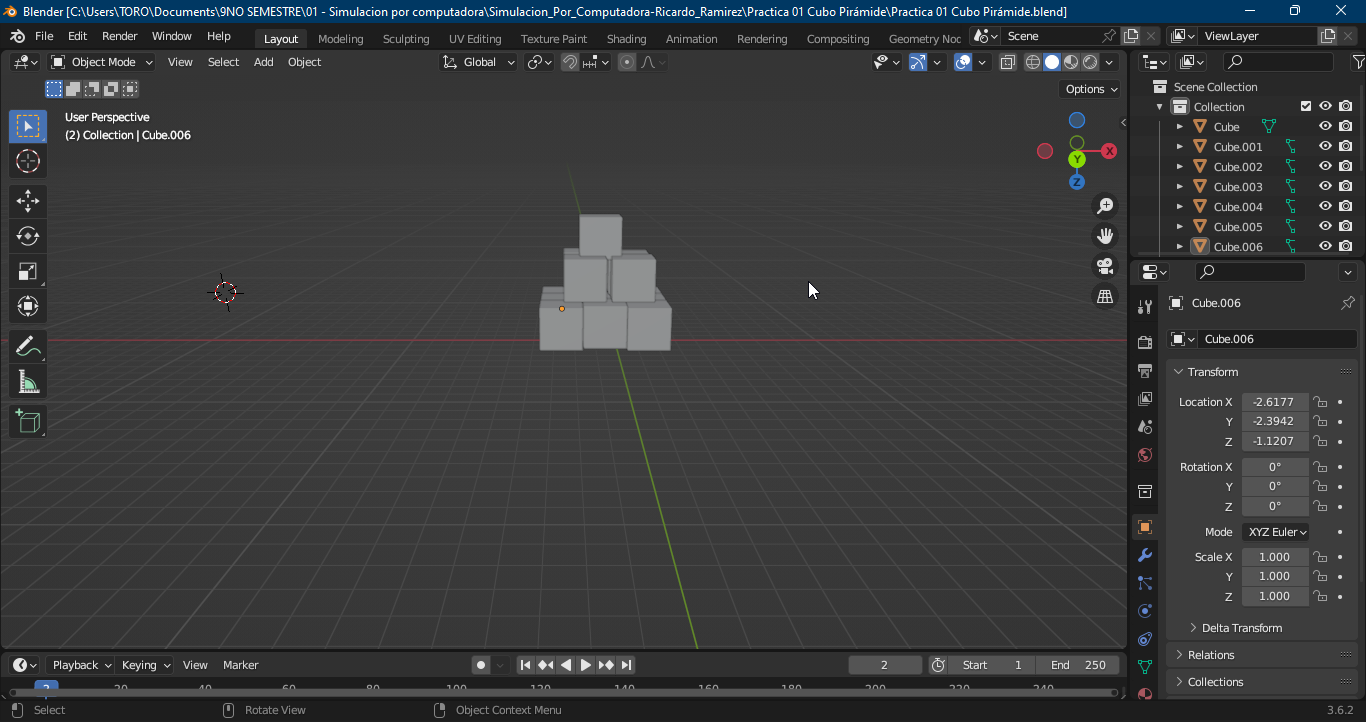 Blender [C:\Users\TORO\Documents\9NO SEMESTRE\01 - Simulacion por computadora\Simulacion_Por_Computadora-Ricardo_Ramirez\Practica 01 Cubo Pirámide\Practica 01 Cubo Pirámide.blend]
File Edit Render Window Help Layout Modeling Sculpting UV Editing Texture Paint Shading Animation Rendering Compositing Geometry Noc Scene ViewLayer
Object Mode View Select Add Object Global
Options
User Perspective
(2) Collection | Cube.006
X
Y
Z
Scene Collection
Collection
Cube
Cube.001
Cube.002
Cube.003
Cube.004
Cube.005
Cube.006
Cube.006
Cube.006
Transform
Location X -2.6177
Y -2.3942
Z -1.1207
Rotation X 0°
Y 0°
Z 0°
Mode XYZ Euler
Scale X 1.000
Y 1.000
Z 1.000
Delta Transform
Relations
Collections
Playback Keying View Marker 2 Start 1 End 250
2 20 40 60 80 100 120 140 160 180 200 220 240
Select Rotate View Object Context Menu 3.6.2